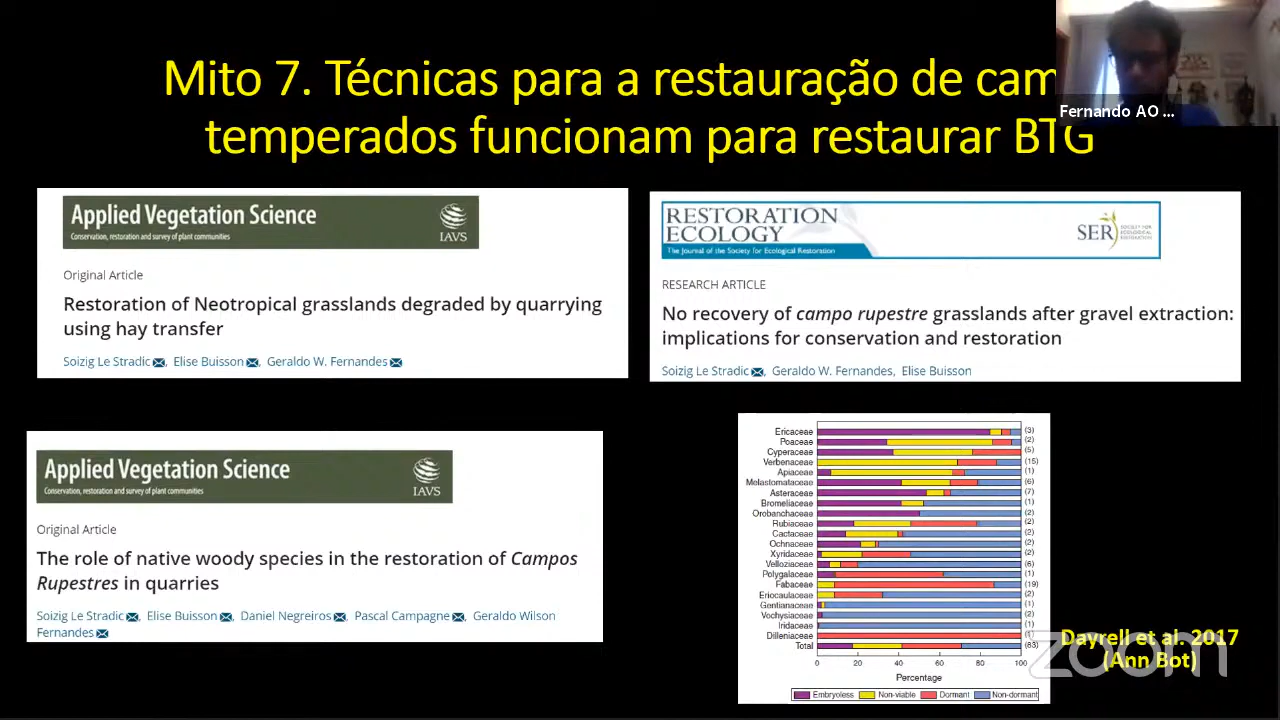 Mito 7. Técnicas para a restauração de cam
temperados funcionam para restaurar BTG
Fernando AO ...
Applied Vegetation Science
Conservation, restoration and survey of plant communities
IAVS
Original Article
Restoration of Neotropical grasslands degraded by quarrying
using hay transfer
Soizig Le Stradic, Elise Buisson, Geraldo W. Fernandes
RESTORATION
ECOLOGY
The Journal of the Society for Ecological Restoration
SER
SOCIETY FOR
ECOLOGICAL
RESTORATION
RESEARCH ARTICLE
No recovery of campo rupestre grasslands after gravel extraction:
implications for conservation and restoration
Soizig Le Stradic, Geraldo W. Fernandes, Elise Buisson
Applied Vegetation Science
Conservation, restoration and survey of plant communities
IAVS
Original Article
The role of native woody species in the restoration of Campos
Rupestres in quarries
Soizig Le Stradic, Elise Buisson, Daniel Negreiros, Pascal Campagne, Geraldo Wilson
Fernandes
Ericaceae (3)
Poaceae (2)
Cyperaceae (5)
Verbenaceae (15)
Apiaceae (1)
Melastomataceae (6)
Asteraceae (7)
Bromeliaceae (1)
Orobanchaceae (2)
Rubiaceae (2)
Cactaceae (2)
Ochnaceae (2)
Xyridaceae (2)
Velloziaceae (6)
Polygalaceae (1)
Fabaceae (19)
Eriocaulaceae (2)
Gentianaceae (1)
Vochysiaceae (2)
Iridaceae (1)
Dilleniaceae
Total (83)
0 20 40 60 80 100
Percentage
Embryoless Non-viable Dormant Non-dormant
Dayrell et al. 2017
(Ann Bot)
zoom